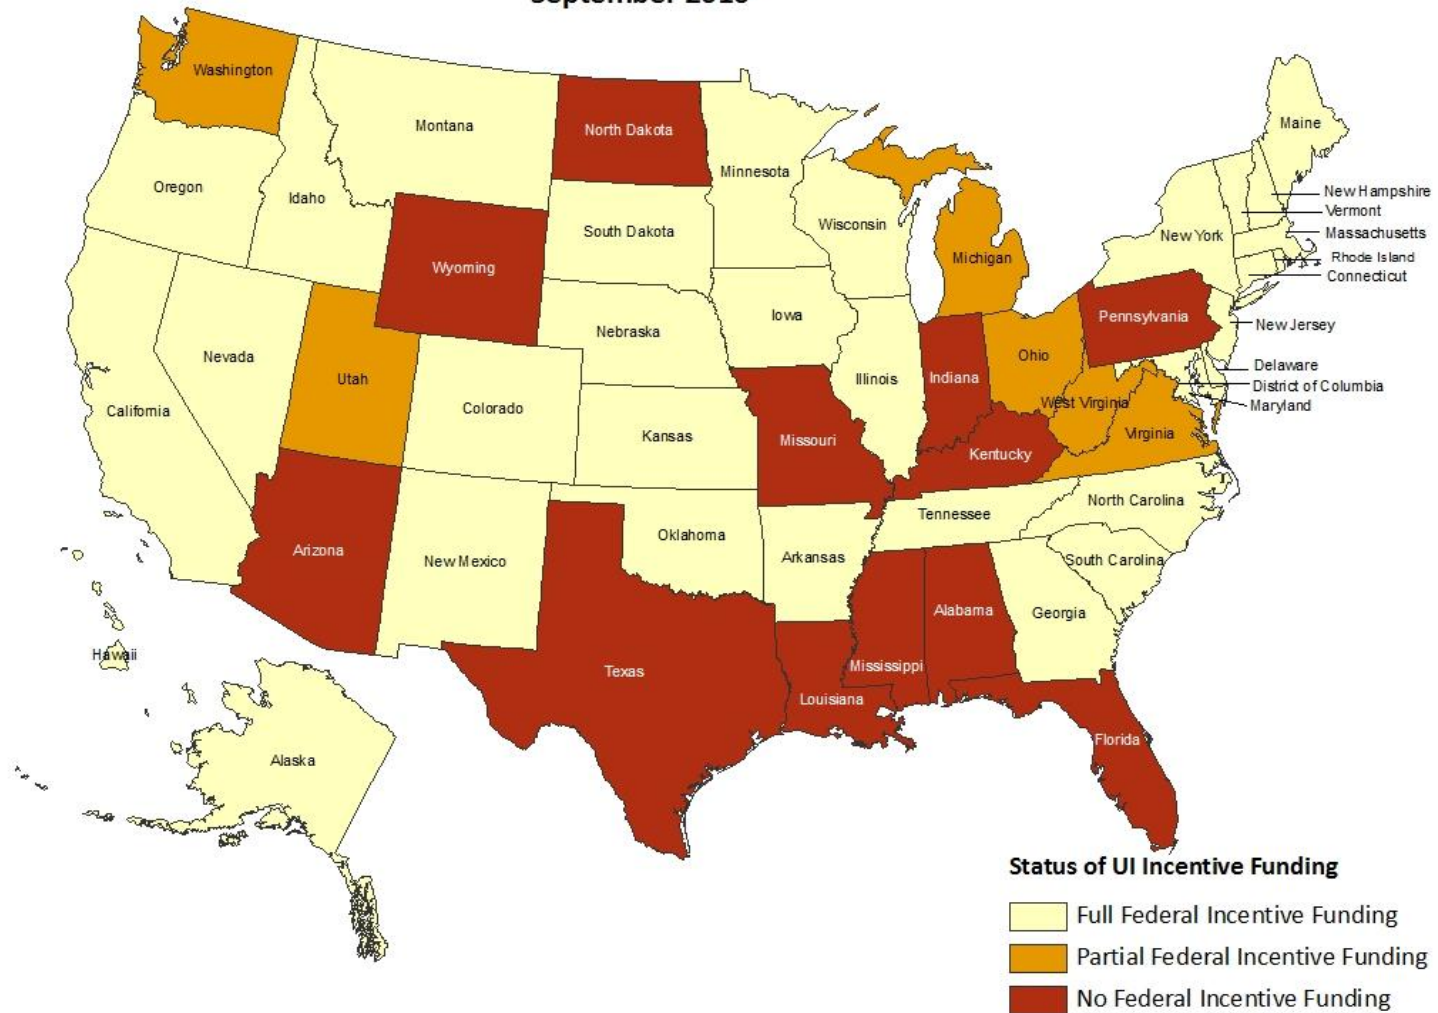 September 2010
Washington
Montana
North Dakota
Minnesota
Maine
Oregon
Idaho
South Dakota
Wisconsin
Michigan
New York
New Hampshire
Vermont
Massachusetts
Rhode Island
Connecticut
Wyoming
Iowa
Nebraska
Pennsylvania
New Jersey
Nevada
Utah
Colorado
Illinois
Indiana
Ohio
Delaware
District of Columbia
Maryland
California
Kansas
Missouri
Kentucky
West Virginia
Virginia
Arizona
New Mexico
Oklahoma
Arkansas
Tennessee
North Carolina
South Carolina
Hawaii
Texas
Mississippi
Alabama
Georgia
Louisiana
Florida
Alaska
Status of UI Incentive Funding
Full Federal Incentive Funding
Partial Federal Incentive Funding
No Federal Incentive Funding